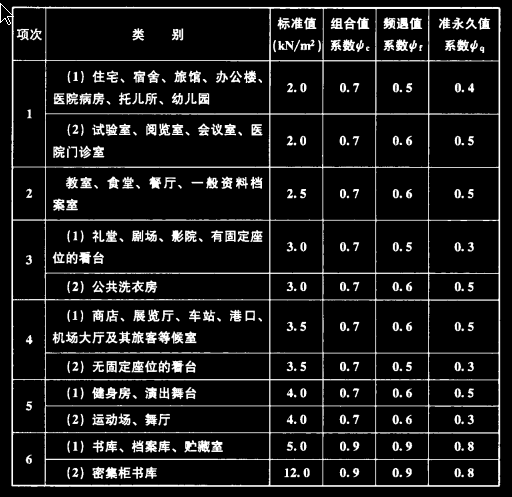 项次 类 别 标准值 (kN/m²) 组合值 系数ψc 频遇值 系数ψf 准永久值 系数ψq
1 (1) 住宅、宿舍、旅馆、办公楼、 医院病房、托儿所、幼儿园 2.0 0.7 0.5 0.4
(2) 试验室、阅览室、会议室、医 院门诊室 2.0 0.7 0.6 0.5
2 教室、食堂、餐厅、一般资料档 案室 2.5 0.7 0.6 0.5
3 (1) 礼堂、剧场、影院、有固定座 位的看台 3.0 0.7 0.5 0.3
(2) 公共洗衣房 3.0 0.7 0.6 0.5
4 (1) 商店、展览厅、车站、港口、 机场大厅及其旅客等候室 3.5 0.7 0.6 0.5
(2) 无固定座位的看台 3.5 0.7 0.5 0.3
5 (1) 健身房、演出舞台 4.0 0.7 0.6 0.5
(2) 运动场、舞厅 4.0 0.7 0.6 0.3
6 (1) 书库、档案库、贮藏室 5.0 0.9 0.9 0.8
(2) 密集柜书库 12.0 0.9 0.9 0.8